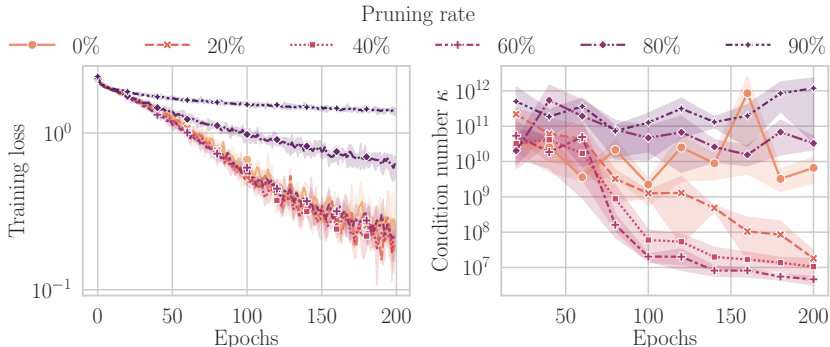 Pruning rate
0% 20% 40% 60% 80% 90%
Training loss
10^0
10^{-1}
0 50 100 150 200
Epochs
Condition number κ
10^{12}
10^{11}
10^{10}
10^9
10^8
10^7
50 100 150 200
Epochs